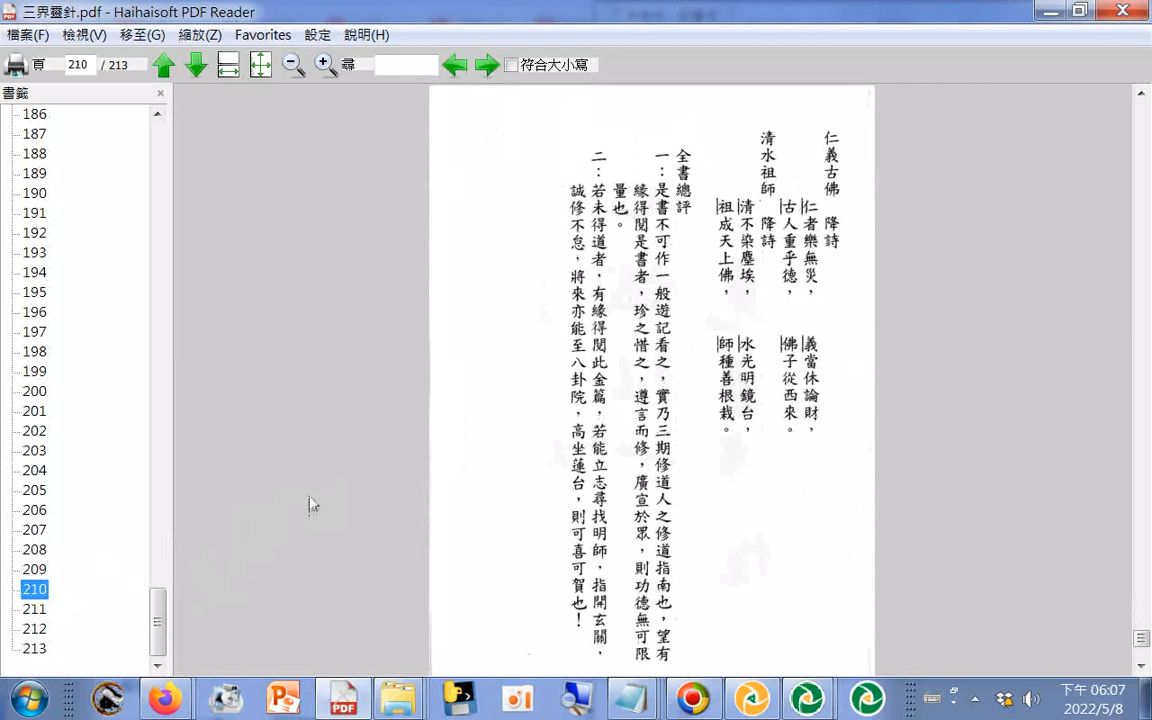 三界靈針.pdf - Haihaisoft PDF Reader
檔案(F) 檢視(V) 移至(G) 縮放(Z) Favorites 設定 說明(H)
頁 210 / 213 尋 符合大小寫
書籤
186
187
188
189
190
191
192
193
194
195
196
197
198
199
200
201
202
203
204
205
206
207
208
209
210
211
212
213
仁義古佛 降詩
仁者樂無災， 義當休論財，
古人重乎德， 佛子從西來。
清水祖師 降詩
清不染塵埃， 水光明鏡台，
祖成天上佛， 師種善根栽。
全書總評
一：是書不可作一般遊記看之，實乃三期修道人之修道指南也，望有
緣得閱是書者，珍之惜之，遵言而修，廣宣於眾，則功德無可限
量也。
二：若未得道者，有緣得閱此金篇，若能立志尋找明師，指開玄關，
誠修不怠，將來亦能至八卦院，高坐蓮台，則可喜可賀也！
下午 06:07
2022/5/8